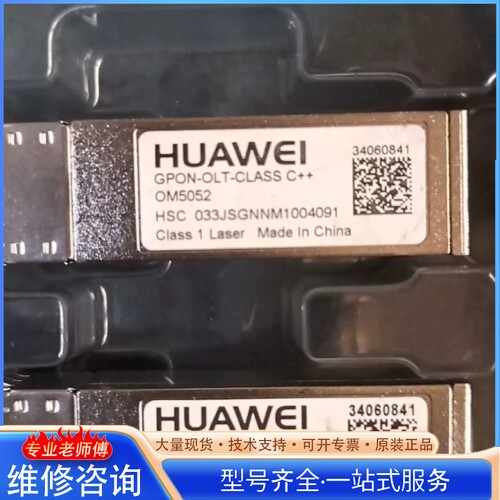 HUAWEI
34060841
GPON-OLT-CLASS C++
OM5052
HSC 033JSGNNM1004091
Class 1 Laser Made In China
HUAWEI
34060841
专业老师傅
大量现货·技术支持·可开专票·原装正品
维修咨询
型号齐全·一站式服务